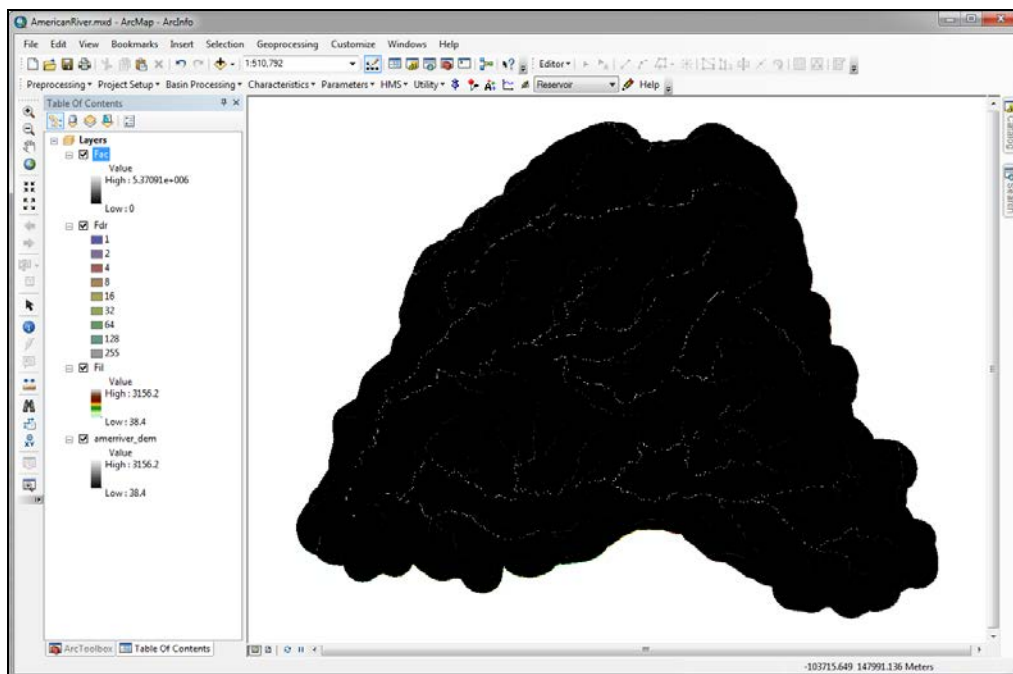 AmericanRiver.mxd - ArcMap - ArcInfo
File Edit View Bookmarks Insert Selection Geoprocessing Customize Windows Help
1:510,792 Editor
Preprocessing Project Setup Basin Processing Characteristics Parameters HMS Utility Reservoir Help
Table Of Contents
Catalog
Search
Layers
Fac
Value
High : 5.37091e+006
Low : 0
Fdr
1
2
4
8
16
32
64
128
255
Fil
Value
High : 3156.2
Low : 38.4
amerriver_dem
Value
High : 3156.2
Low : 38.4
ArcToolbox Table Of Contents
-103715.649 147991.136 Meters